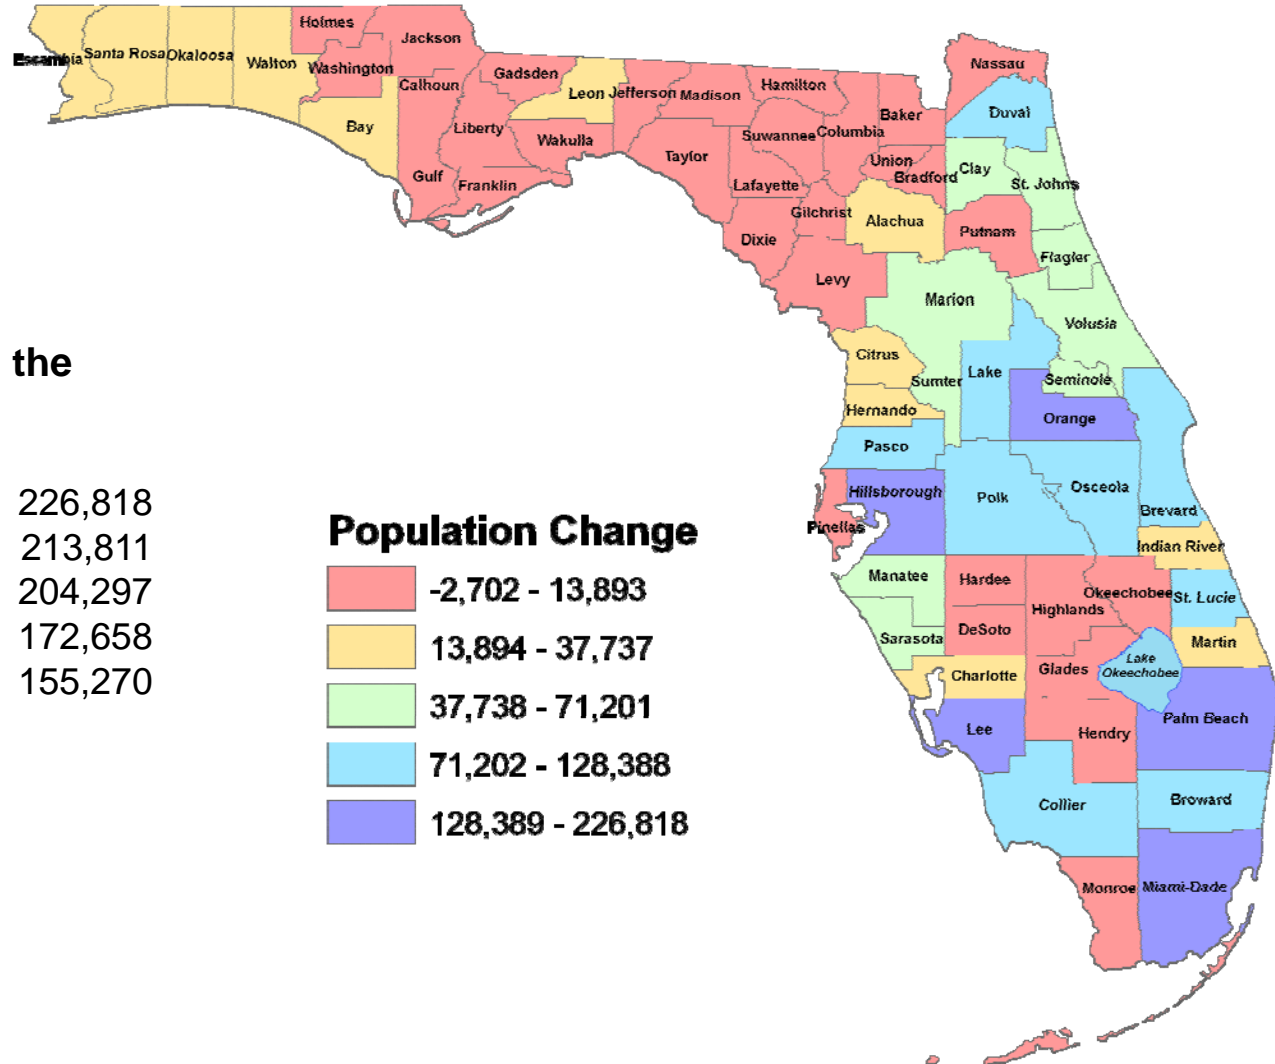 Holmes
Jackson
Escambia
Santa Rosa
Okaloosa
Walton
Washington
Calhoun
Gadsden
Leon
Jefferson
Madison
Hamilton
Nassau
Duval
Bay
Liberty
Wakulla
Taylor
Suwannee
Columbia
Baker
Union
Bradford
Clay
St. Johns
Gulf
Franklin
Lafayette
Gilchrist
Alachua
Putnam
Dixie
Flagler
Levy
Marion
Volusia
the
Citrus
Sumter
Lake
Seminole
Hernando
Orange
Pasco
Hillsborough
Polk
Osceola
Brevard
Pinellas
Indian River
226,818
213,811
204,297
172,658
155,270
Population Change
-2,702 - 13,893
13,894 - 37,737
37,738 - 71,201
71,202 - 128,388
128,389 - 226,818
Manatee
Hardee
Highlands
Okeechobee
St. Lucie
Sarasota
DeSoto
Martin
Charlotte
Glades
Lake
Okeechobee
Lee
Hendry
Palm Beach
Collier
Broward
Monroe
Miami-Dade